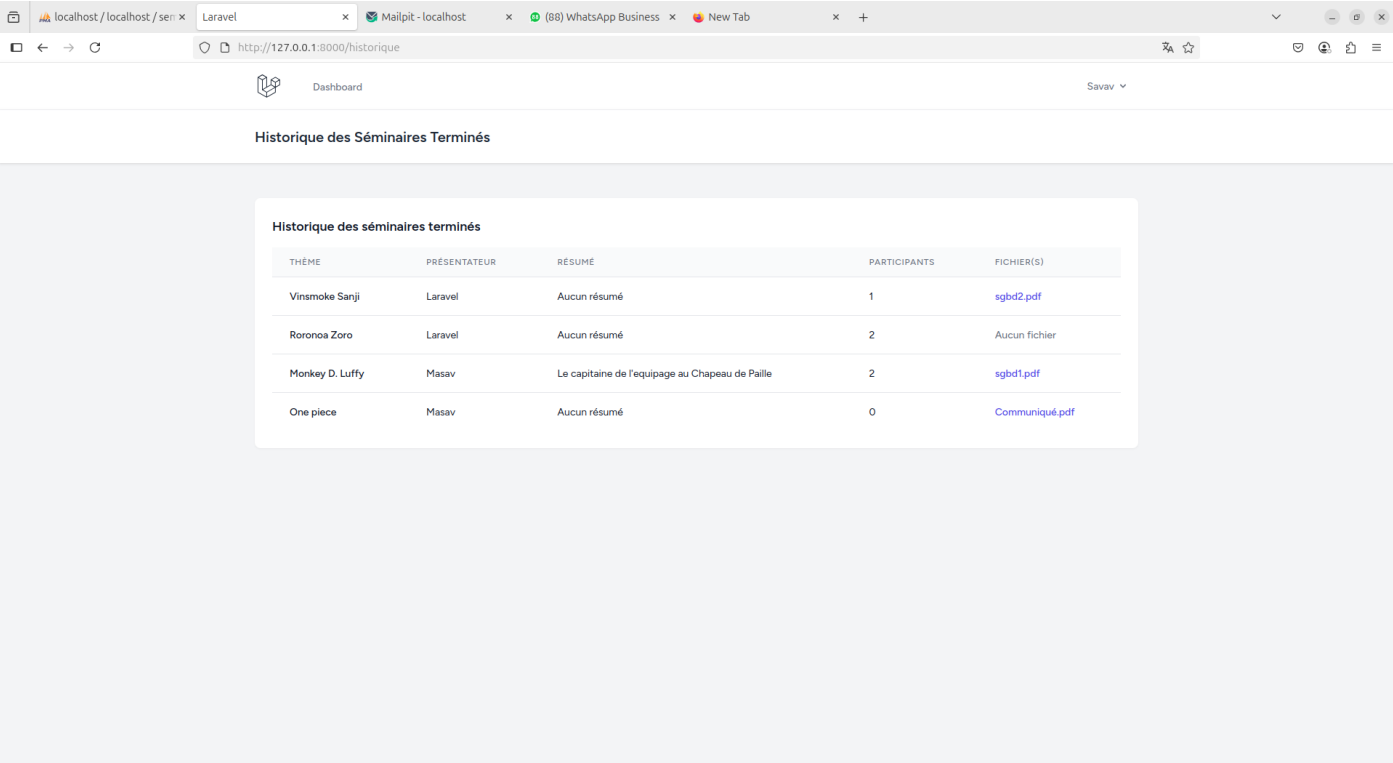 localhost / localhost / sen
Laravel
Mailpit - localhost
88 (88) WhatsApp Business
New Tab
http://127.0.0.1:8000/historique
Dashboard
Savav
Historique des Séminaires Terminés
Historique des séminaires terminés
THÈME PRÉSENTATEUR RÉSUMÉ PARTICIPANTS FICHIER(S)
Vinsmoke Sanji Laravel Aucun résumé 1 sgbd2.pdf
Roronoa Zoro Laravel Aucun résumé 2 Aucun fichier
Monkey D. Luffy Masav Le capitaine de l'equipage au Chapeau de Paille 2 sgbd1.pdf
One piece Masav Aucun résumé 0 Communiqué.pdf